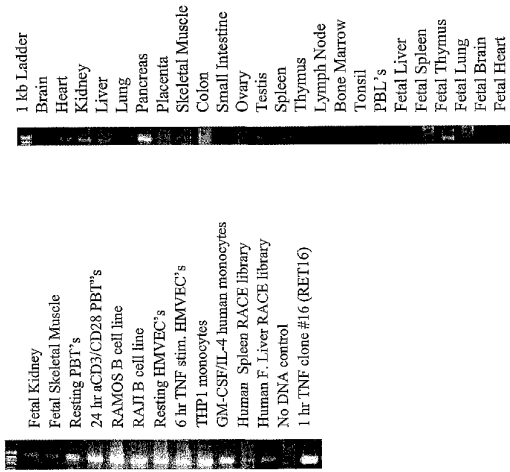 1 kb Ladder
Brain
Heart
Kidney
Liver
Lung
Pancreas
Placenta
Skeletal Muscle
Colon
Small Intestine
Ovary
Testis
Spleen
Thymus
Lymph Node
Bone Marrow
Tonsil
PBL's
Fetal Liver
Fetal Spleen
Fetal Thymus
Fetal Lung
Fetal Brain
Fetal Heart
Fetal Kidney
Fetal Skeletal Muscle
Resting PBT's
24 hr aCD3/CD28 PBT"s
RAMOS B cell line
RAJI B cell line
Resting HMVEC's
6 hr TNF stim. HMVEC's
THP1 monocytes
GM-CSF/IL-4 human monocytes
Human Spleen RACE library
Human F. Liver RACE library
No DNA control
1 hr TNF clone #16 (RET16)